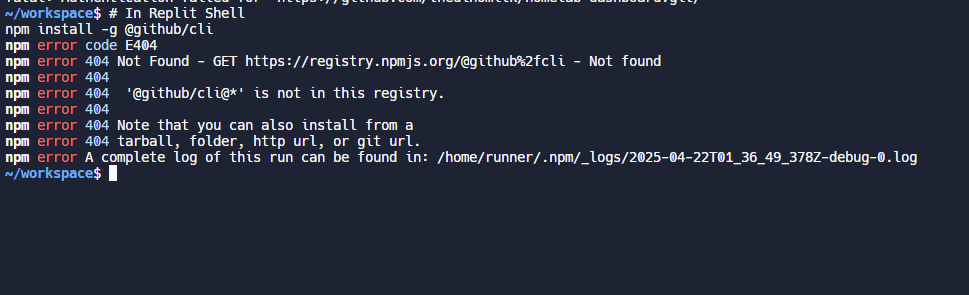 ~/workspace$ # In Replit Shell
npm install -g @github/cli
npm error code E404
npm error 404 Not Found - GET https://registry.npmjs.org/@github%2fcli - Not found
npm error 404
npm error 404  '@github/cli@*' is not in this registry.
npm error 404
npm error 404 Note that you can also install from a
npm error 404 tarball, folder, http url, or git url.
npm error A complete log of this run can be found in: /home/runner/.npm/_logs/2025-04-22T01_36_49_378Z-debug-0.log
~/workspace$